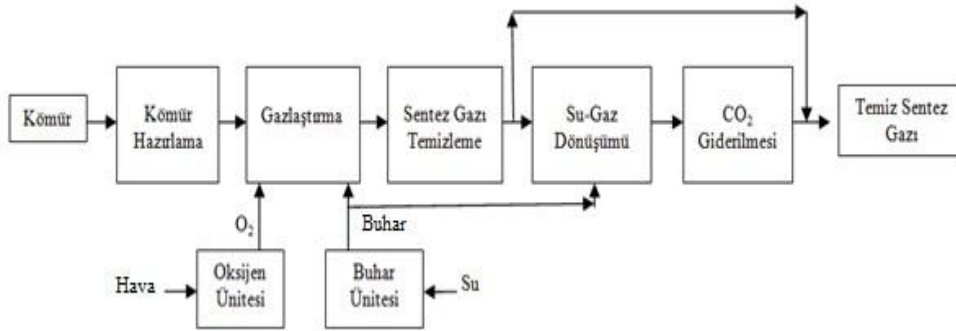 Kömür
Kömür
Hazırlama
Gazlaştırma
Sentez Gazı
Temizleme
Su-Gaz
Dönüşümü
CO₂
Giderilmesi
Temiz Sentez
Gazı
O₂
Buhar
Hava
Oksijen
Ünitesi
Buhar
Ünitesi
Su